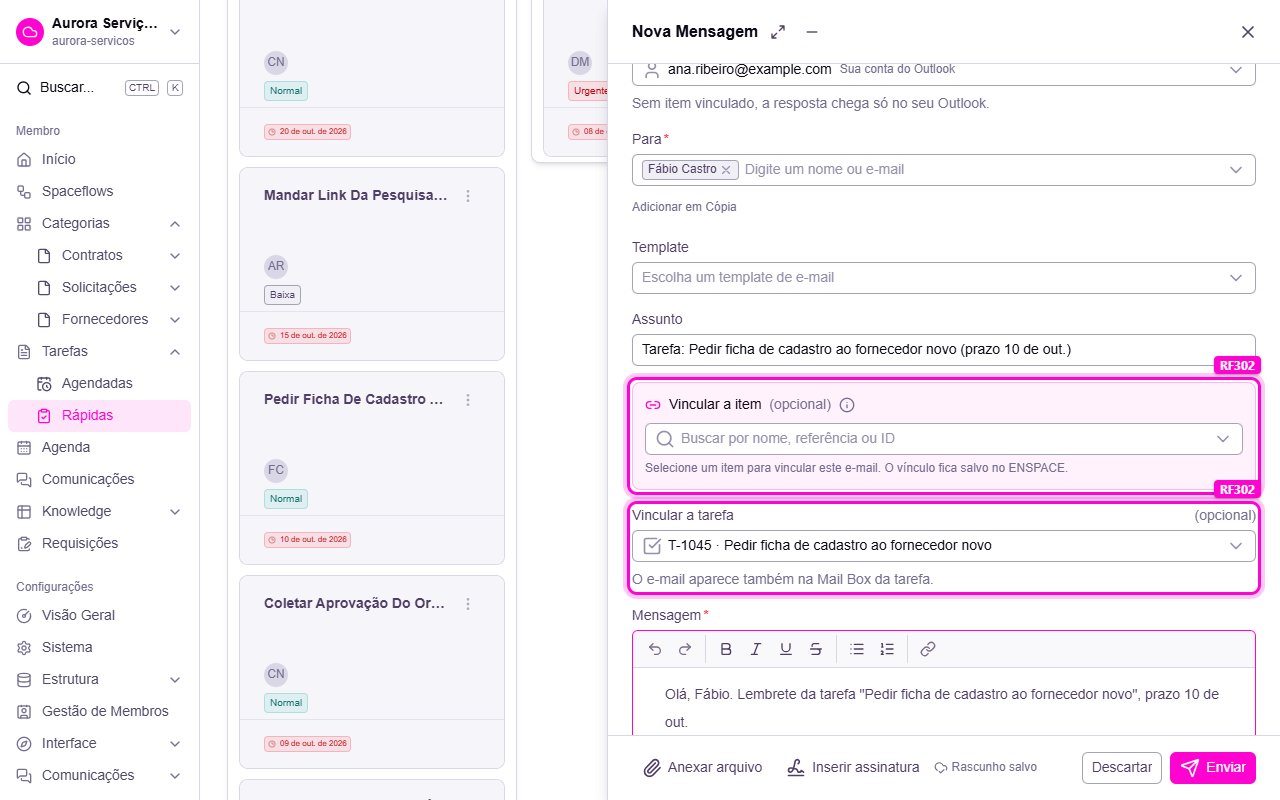 Aurora Serviç...
aurora-servicos
Buscar...
CTRL
K
Membro
Início
Spaceflows
Categorias
Contratos
Solicitações
Fornecedores
Tarefas
Agendadas
Rápidas
Agenda
Comunicações
Knowledge
Requisições
Configurações
Visão Geral
Sistema
Estrutura
Gestão de Membros
Interface
Comunicações
CN
Normal
20 de out. de 2026
Mandar Link Da Pesquisa...
AR
Baixa
15 de out. de 2026
Pedir Ficha De Cadastro ...
FC
Normal
10 de out. de 2026
Coletar Aprovação Do Or...
CN
Normal
09 de out. de 2026
DM
Urgente
08 de
Nova Mensagem
ana.ribeiro@example.com Sua conta do Outlook
Sem item vinculado, a resposta chega só no seu Outlook.
Para*
Fábio Castro Digite um nome ou e-mail
Adicionar em Cópia
Template
Escolha um template de e-mail
Assunto
Tarefa: Pedir ficha de cadastro ao fornecedor novo (prazo 10 de out.)
RF302
Vincular a item (opcional)
Buscar por nome, referência ou ID
Selecione um item para vincular este e-mail. O vínculo fica salvo no ENSPACE.
RF302
Vincular a tarefa (opcional)
T-1045 · Pedir ficha de cadastro ao fornecedor novo
O e-mail aparece também na Mail Box da tarefa.
Mensagem*
Olá, Fábio. Lembrete da tarefa "Pedir ficha de cadastro ao fornecedor novo", prazo 10 de
out.
Anexar arquivo
Inserir assinatura
Rascunho salvo
Descartar
Enviar